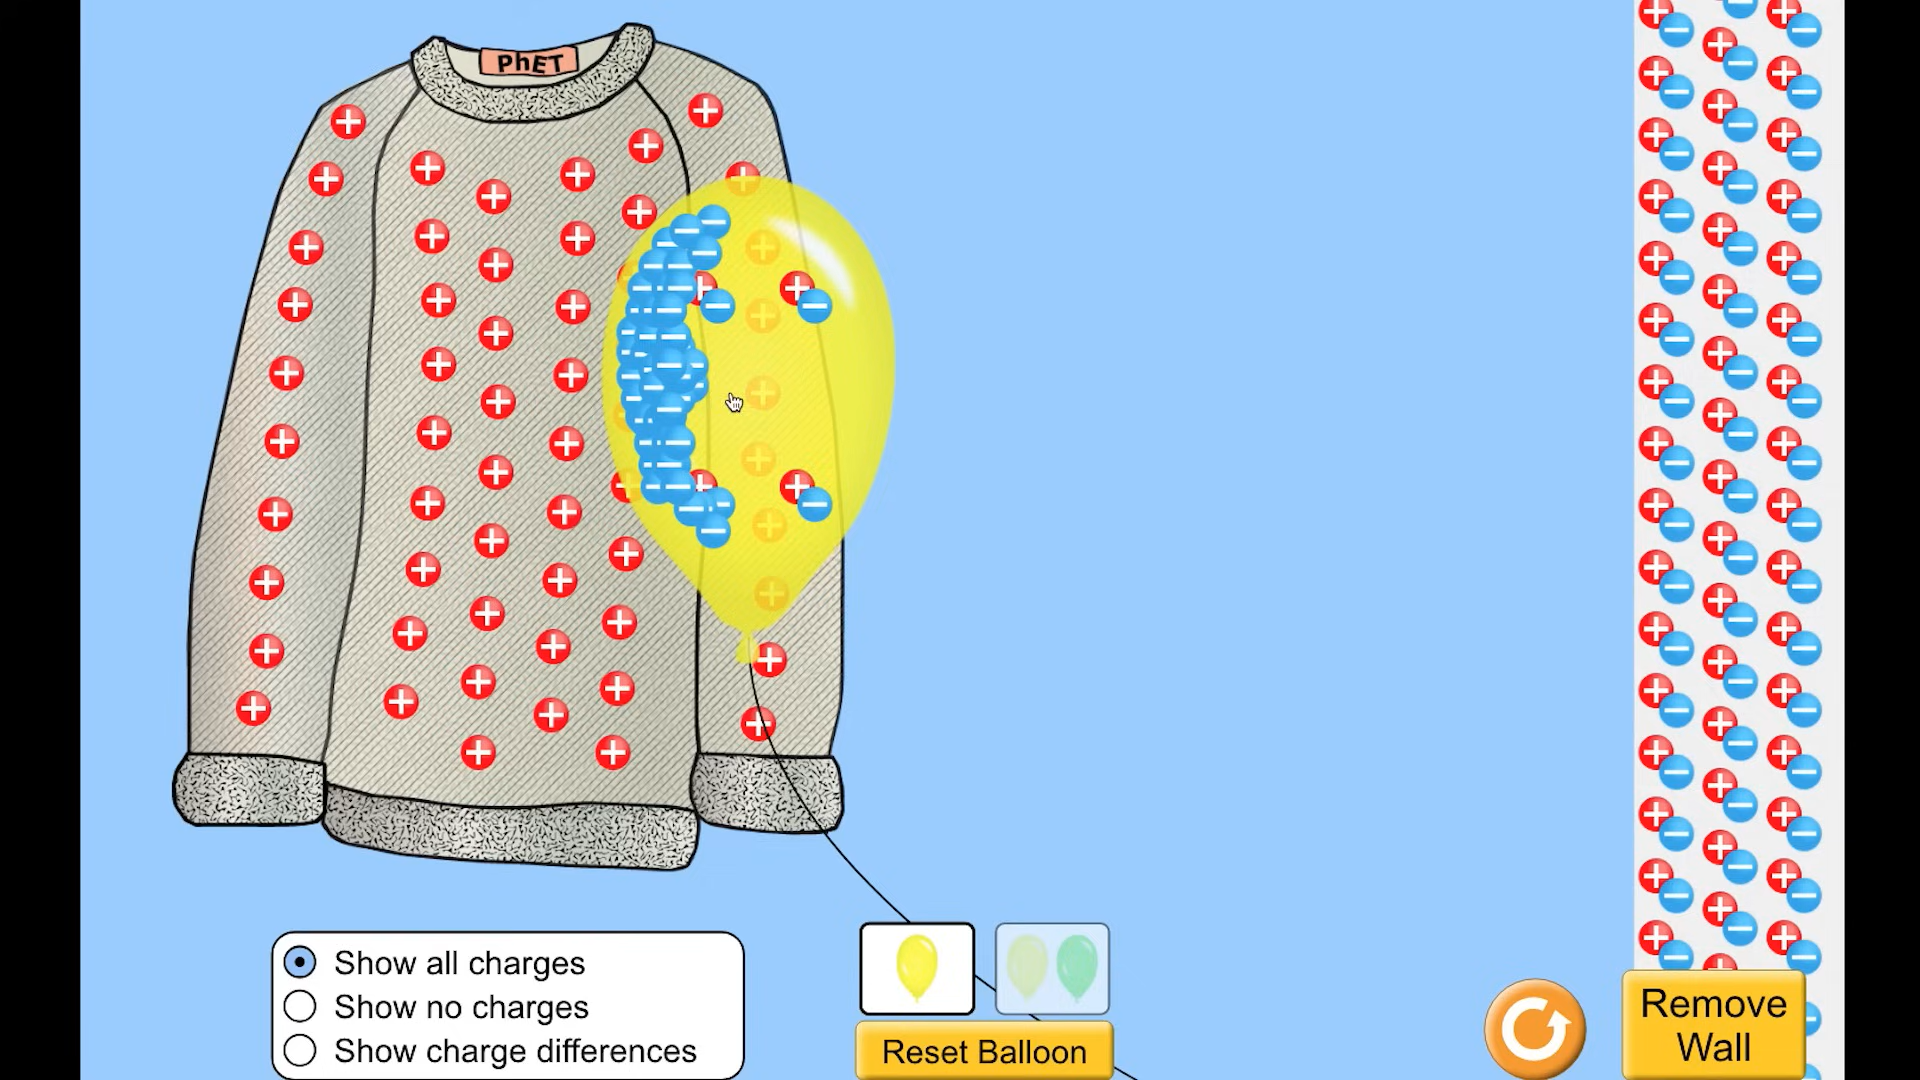 PhET
Show all charges
Show no charges
Show charge differences
Reset Balloon
Remove
Wall